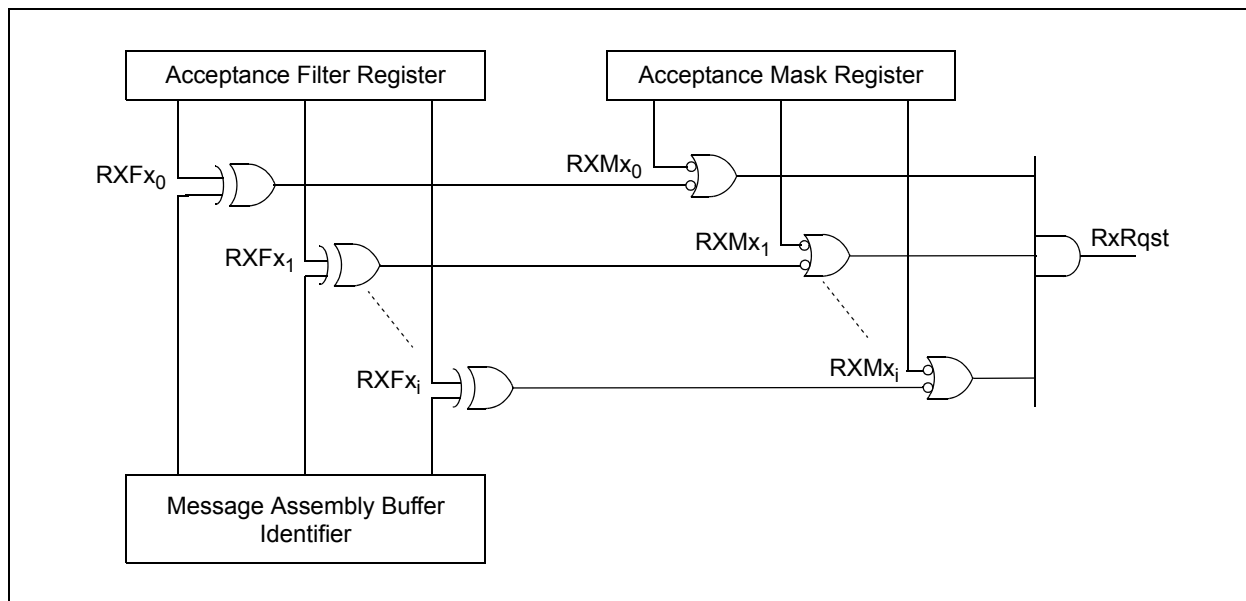 Acceptance Filter Register
Acceptance Mask Register
RXFx₀
RXMx₀
RXFx₁
RXMx₁
RxRqst
RXFxᵢ
RXMxᵢ
Message Assembly Buffer
Identifier